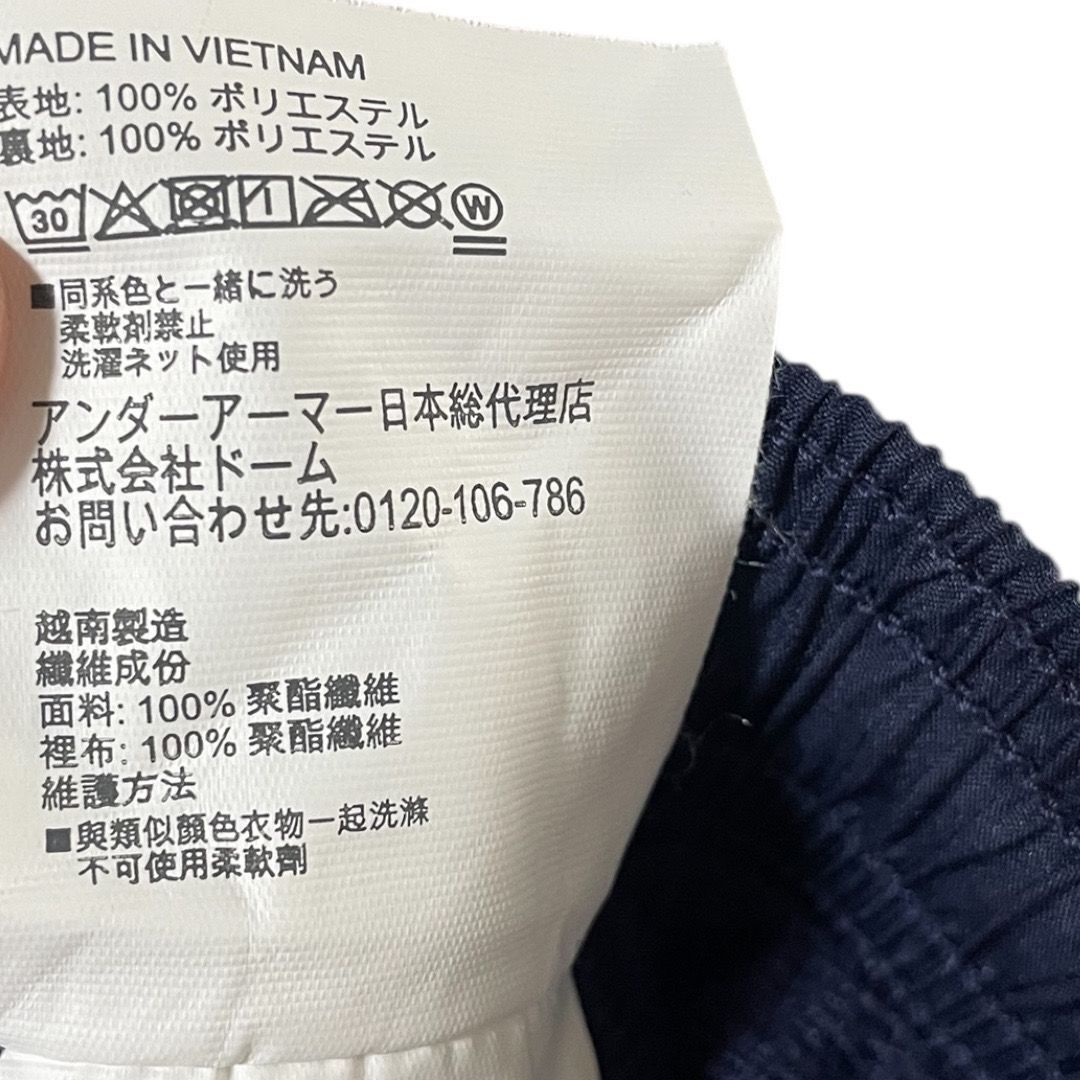 MADE IN VIETNAM
表地: 100% ポリエステル
裏地: 100% ポリエステル
30 W
■同系色と一緒に洗う
柔軟剤禁止
洗濯ネット使用
アンダーアーマー日本総代理店
株式会社ドーム
お問い合わせ先:0120-106-786
越南製造
纖維成份
面料: 100% 聚酯纖維
裡布: 100% 聚酯纖維
維護方法
■與類似顏色衣物一起洗滌
不可使用柔軟劑